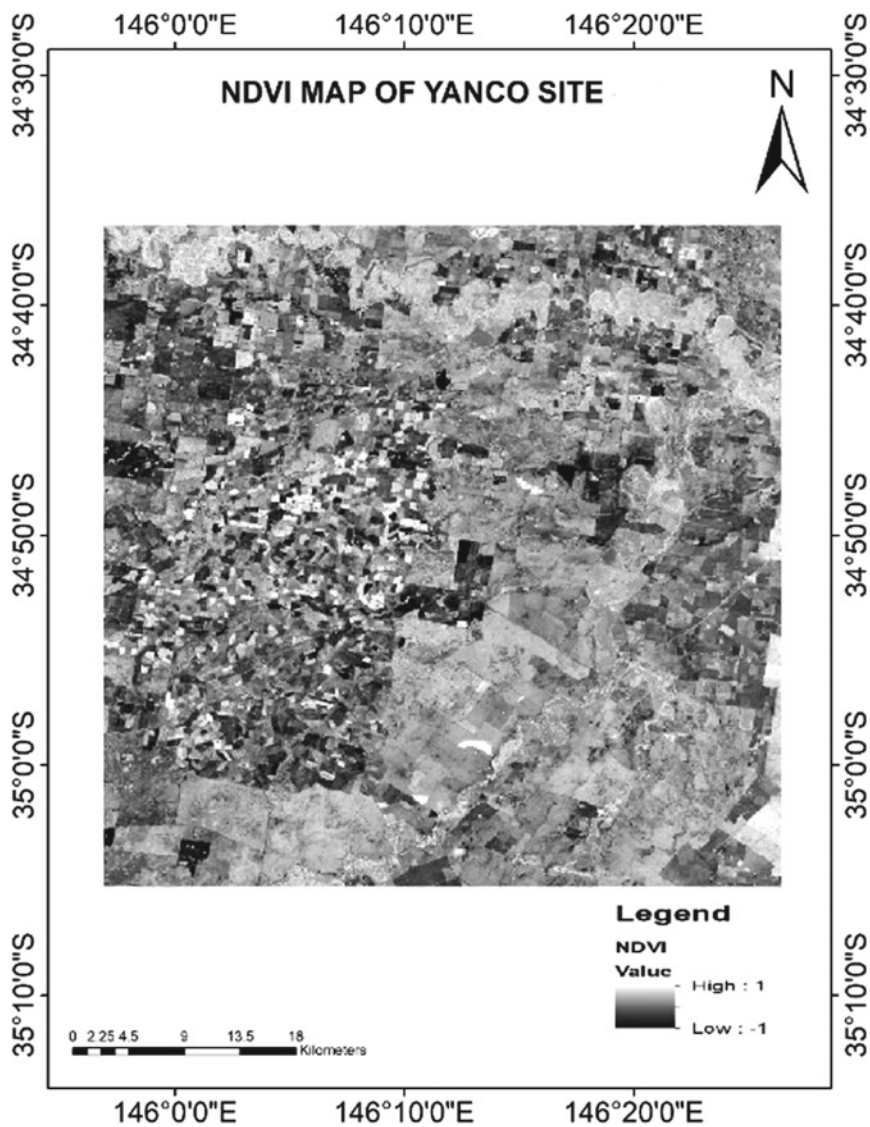 146°0'0"E 146°10'0"E 146°20'0"E
34°30'0"S 34°30'0"S
NDVI MAP OF YANCO SITE
N
34°40'0"S 34°40'0"S
34°50'0"S 34°50'0"S
35°0'0"S 35°0'0"S
Legend
NDVI
Value
High : 1
Low : -1
35°10'0"S 35°10'0"S
0 2.25 4.5 9 13.5 18
Kilometers
146°0'0"E 146°10'0"E 146°20'0"E